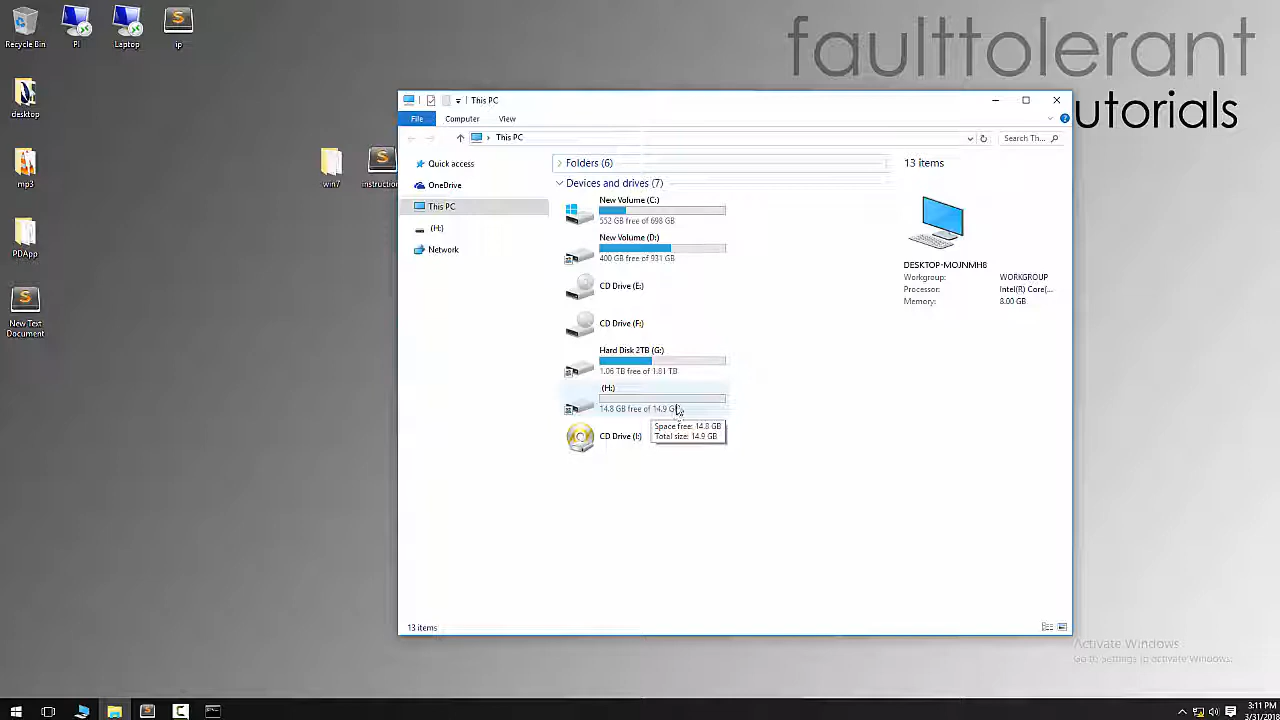 faulttolerant
utorials
Recycle Bin
PI
Laptop
ip
desktop
mp3
PDApp
New Text
Document
win7
instruction
This PC
File
Computer
View
This PC
Search Th...
Quick access
OneDrive
This PC
(H:)
Network
Folders (6)
Devices and drives (7)
New Volume (C:)
552 GB free of 698 GB
New Volume (D:)
400 GB free of 931 GB
CD Drive (E:)
CD Drive (F:)
Hard Disk 2TB (G:)
1.06 TB free of 1.81 TB
(H:)
14.8 GB free of 14.9 GB
Space free: 14.8 GB
Total size: 14.9 GB
CD Drive (I:)
13 items
DESKTOP-MOJNMH8
Workgroup: WORKGROUP
Processor: Intel(R) Core(...
Memory: 8.00 GB
13 items
Activate Windows
Go to Settings to activate Windows.
3:11 PM